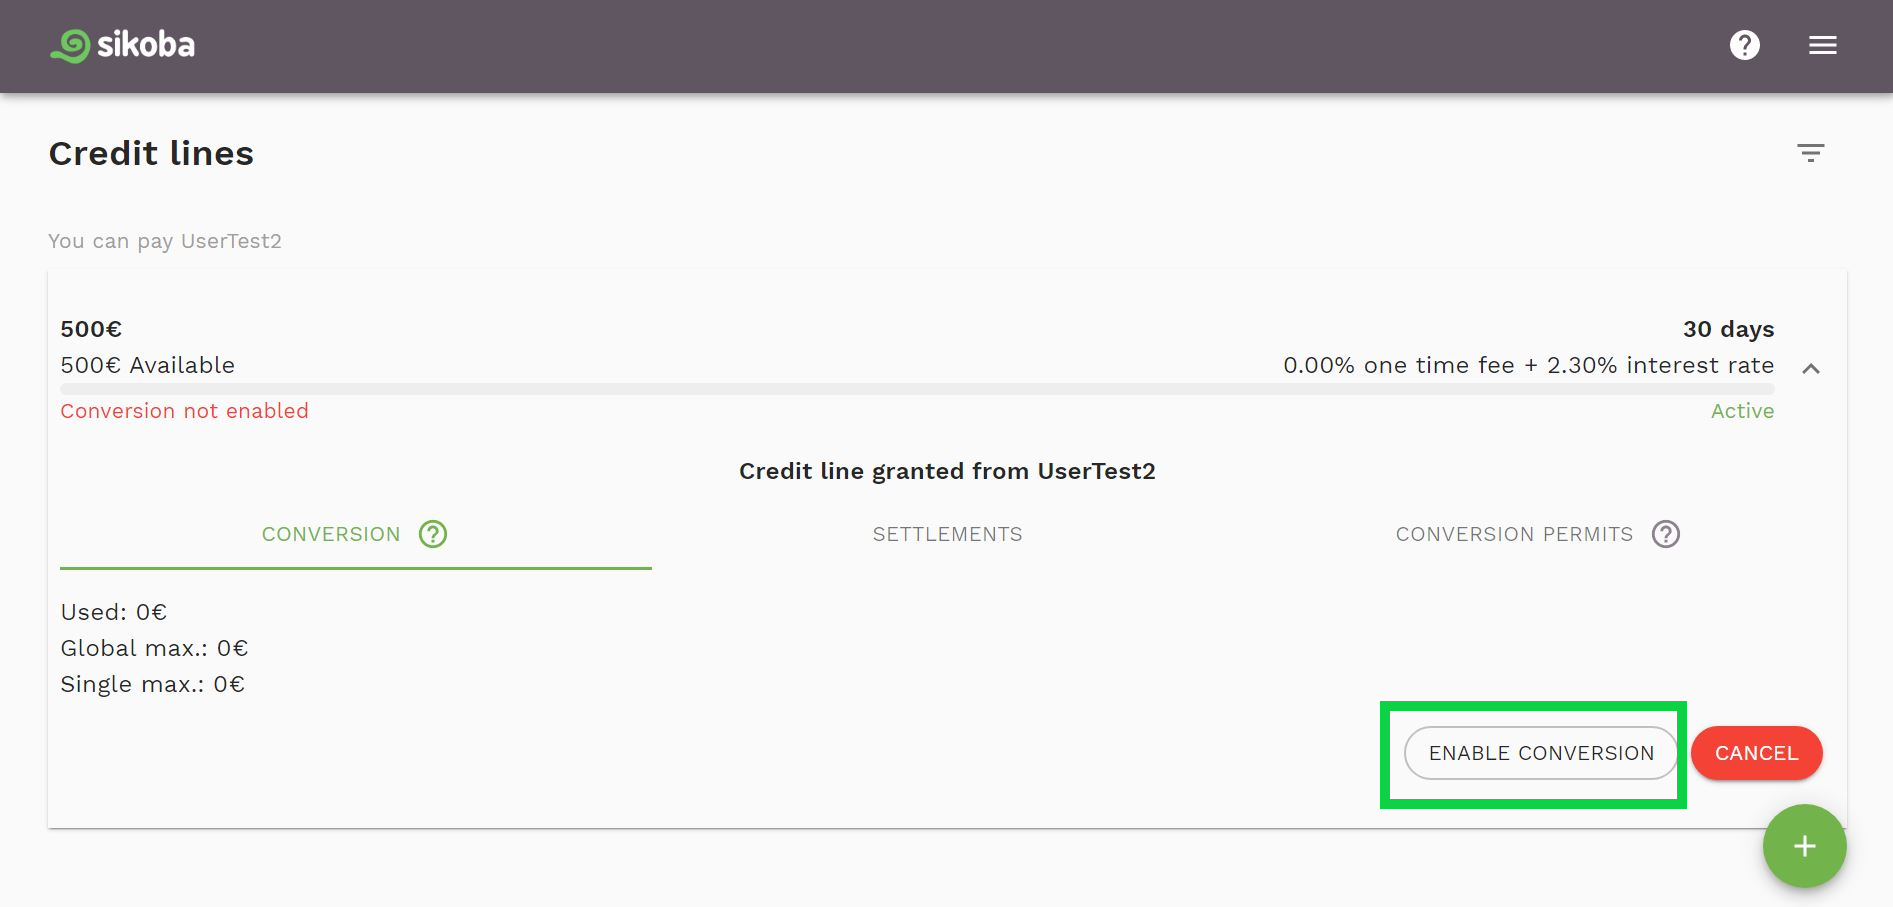 sikoba
Credit lines
You can pay UserTest2
500€
30 days
500€ Available
0.00% one time fee + 2.30% interest rate
Conversion not enabled
Active
Credit line granted from UserTest2
CONVERSION ?
SETTLEMENTS
CONVERSION PERMITS ?
Used: 0€
Global max.: 0€
Single max.: 0€
ENABLE CONVERSION
CANCEL